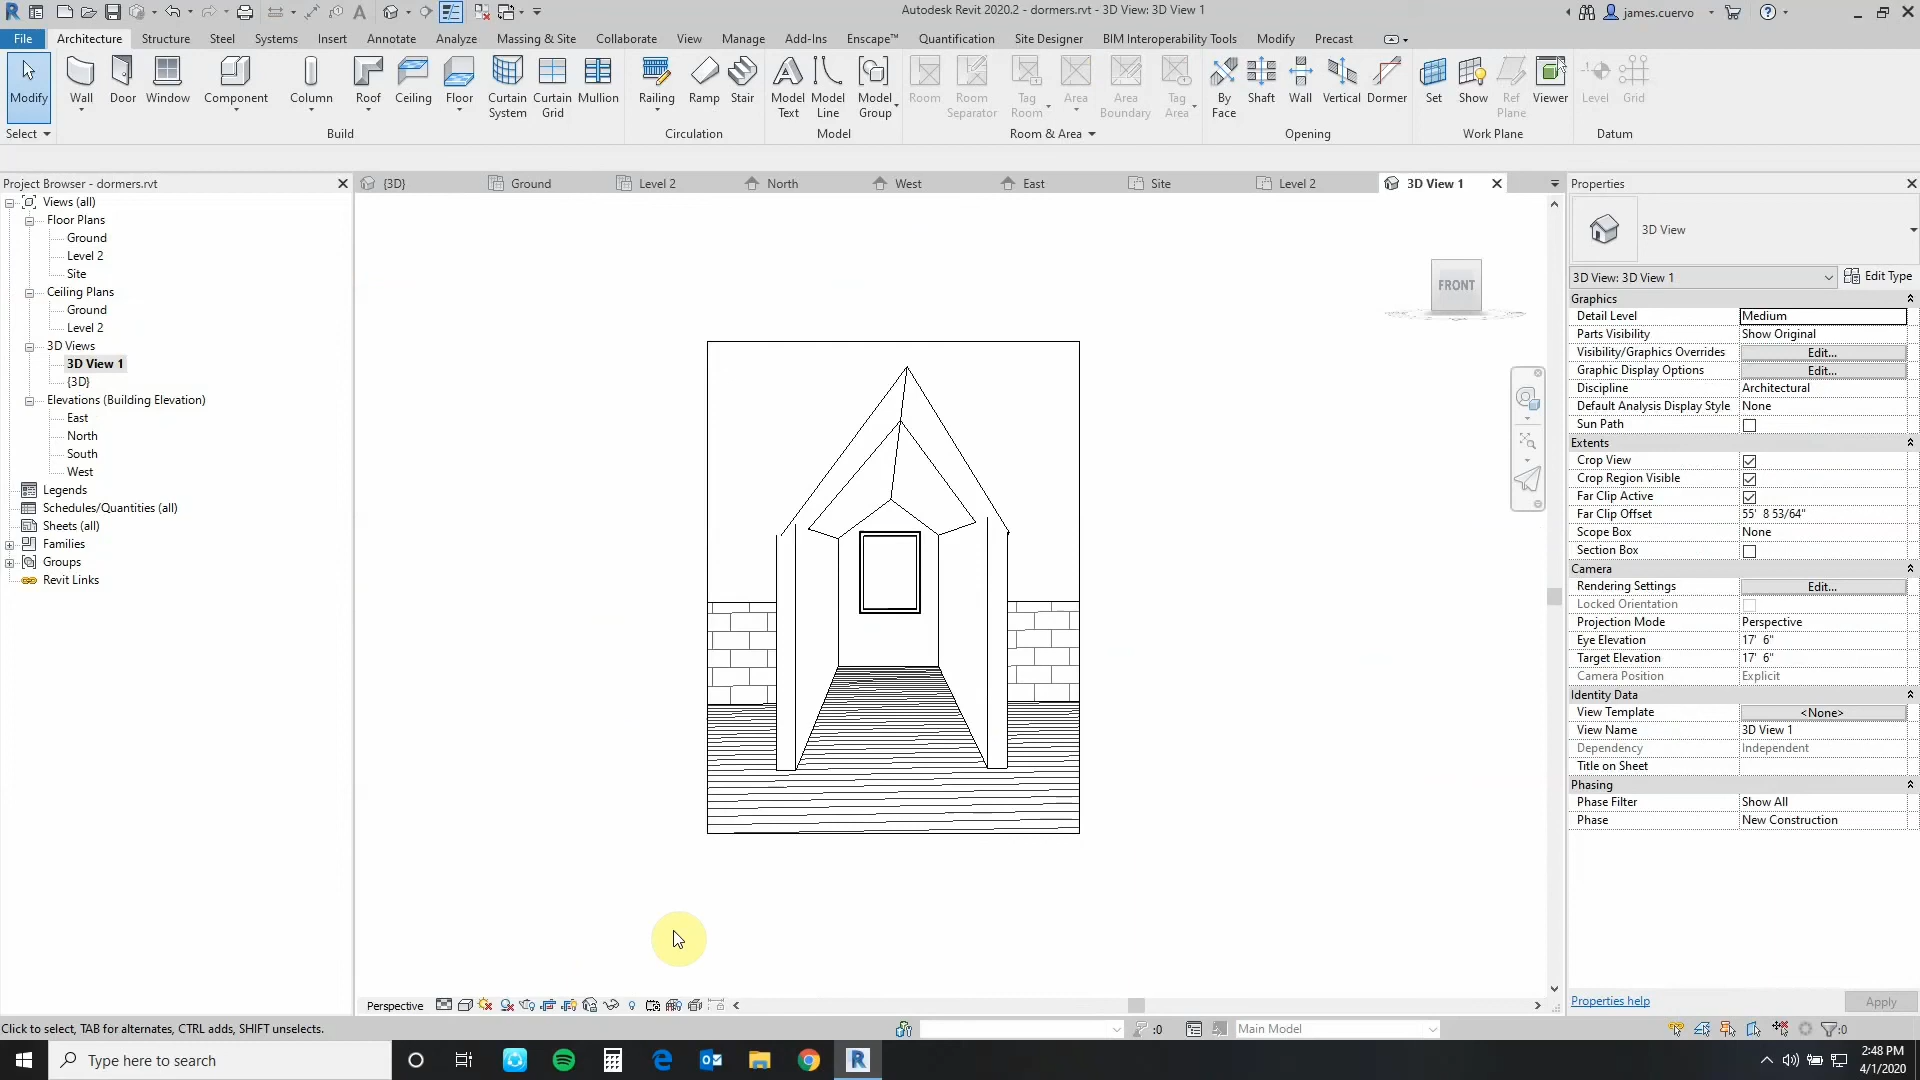 Autodesk Revit 2020.2 - dormers.rvt - 3D View: 3D View 1
james.cuervo
File Architecture Structure Steel Systems Insert Annotate Analyze Massing & Site Collaborate View Manage Add-Ins Enscape™ Quantification Site Designer BIM Interoperability Tools Modify Precast
Modify Wall Door Window Component Column Roof Ceiling Floor Curtain System Curtain Grid Mullion Railing Ramp Stair Model Text Model Line Model Group Room Room Separator Tag Room Area Area Boundary Tag Area By Face Shaft Wall Vertical Dormer Set Show Ref Plane Viewer Level Grid
Select Build Circulation Model Room & Area Opening Work Plane Datum
Project Browser - dormers.rvt
Views (all)
Floor Plans
Ground
Level 2
Site
Ceiling Plans
Ground
Level 2
3D Views
3D View 1
{3D}
Elevations (Building Elevation)
East
North
South
West
Legends
Schedules/Quantities (all)
Sheets (all)
Families
Groups
Revit Links
{3D} Ground Level 2 North West East Site Level 2 3D View 1
FRONT
Properties
3D View
3D View: 3D View 1 Edit Type
Graphics
Detail Level Medium
Parts Visibility Show Original
Visibility/Graphics Overrides Edit...
Graphic Display Options Edit...
Discipline Architectural
Default Analysis Display Style None
Sun Path
Extents
Crop View
Crop Region Visible
Far Clip Active
Far Clip Offset 55' 8 53/64"
Scope Box None
Section Box
Camera
Rendering Settings Edit...
Locked Orientation
Projection Mode Perspective
Eye Elevation 17' 6"
Target Elevation 17' 6"
Camera Position Explicit
Identity Data
View Template <None>
View Name 3D View 1
Dependency Independent
Title on Sheet
Phasing
Phase Filter Show All
Phase New Construction
Properties help Apply
Perspective
Click to select, TAB for alternates, CTRL adds, SHIFT unselects.
:0 Main Model :0
Type here to search
2:48 PM
4/1/2020